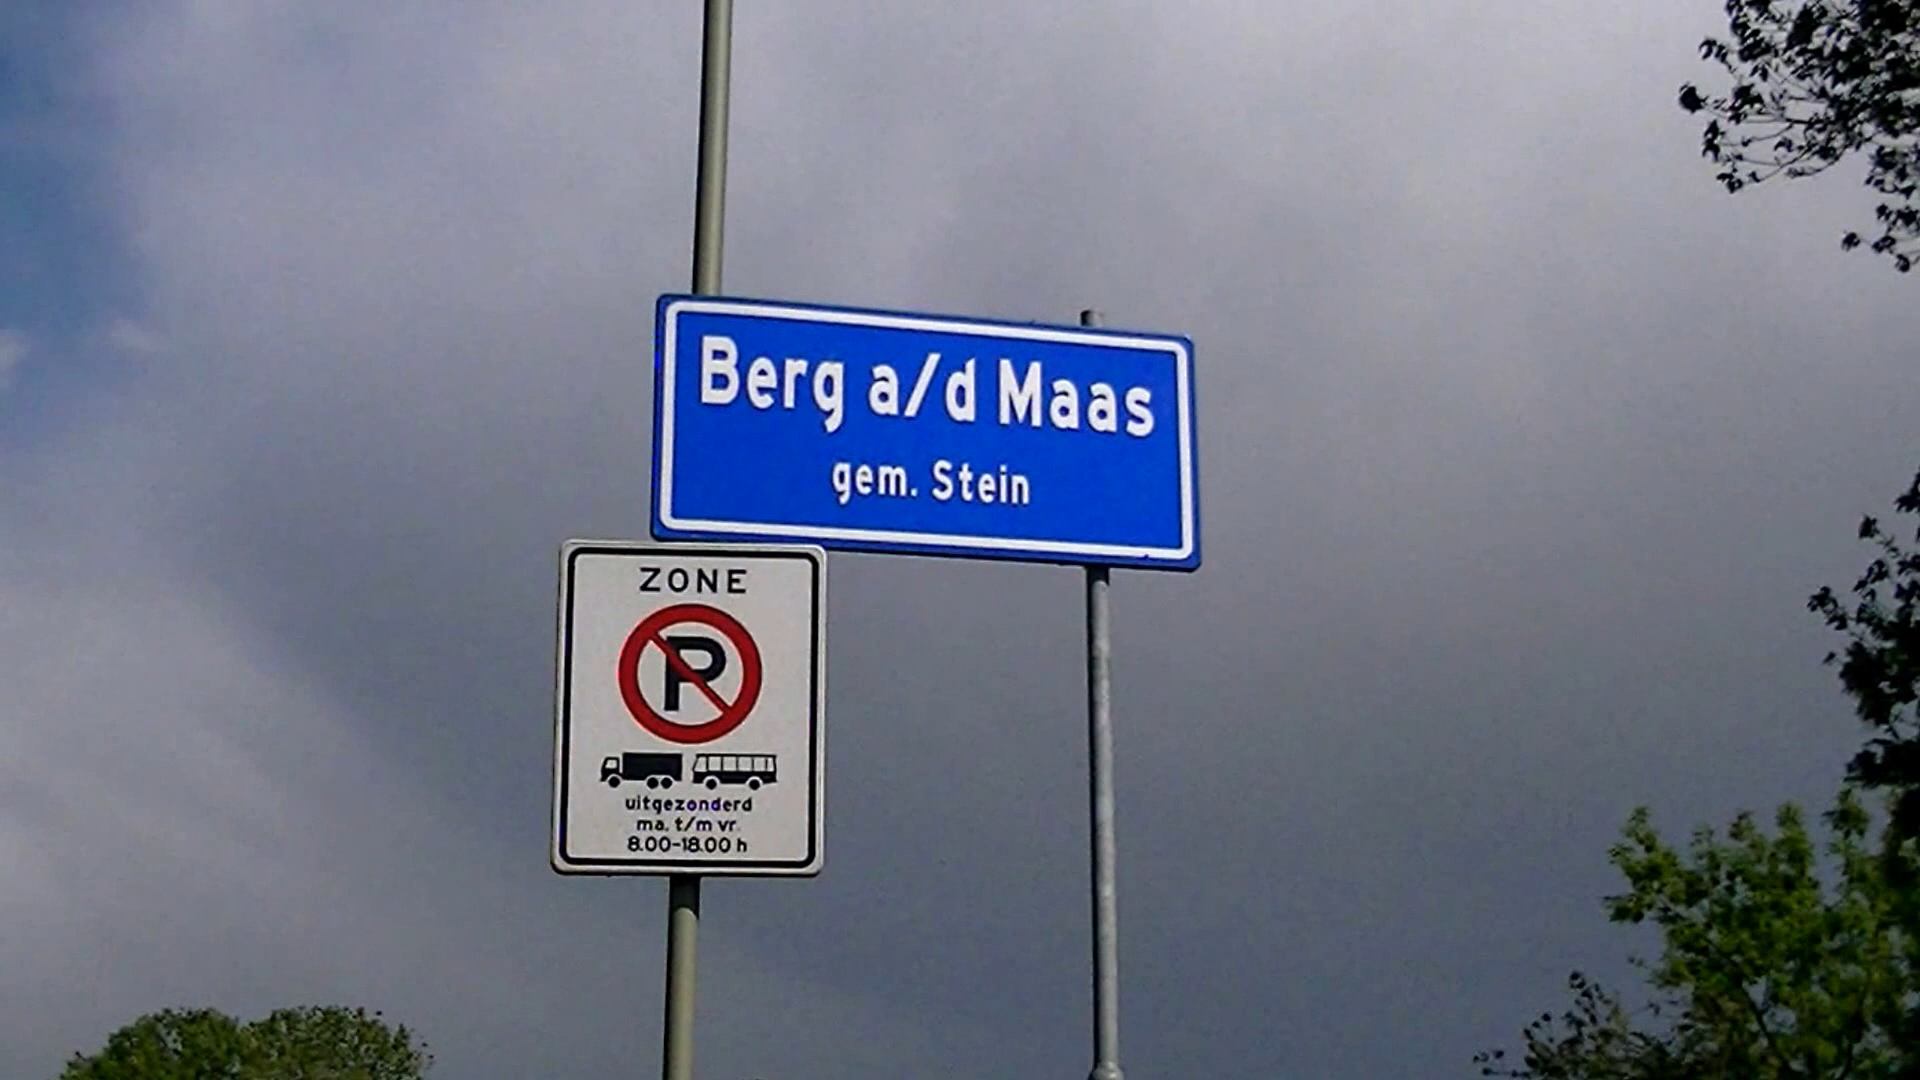 Berg a/d Maas
gem. Stein
ZONE
P
uitgezonderd
ma. t/m vr.
8.00-18.00 h